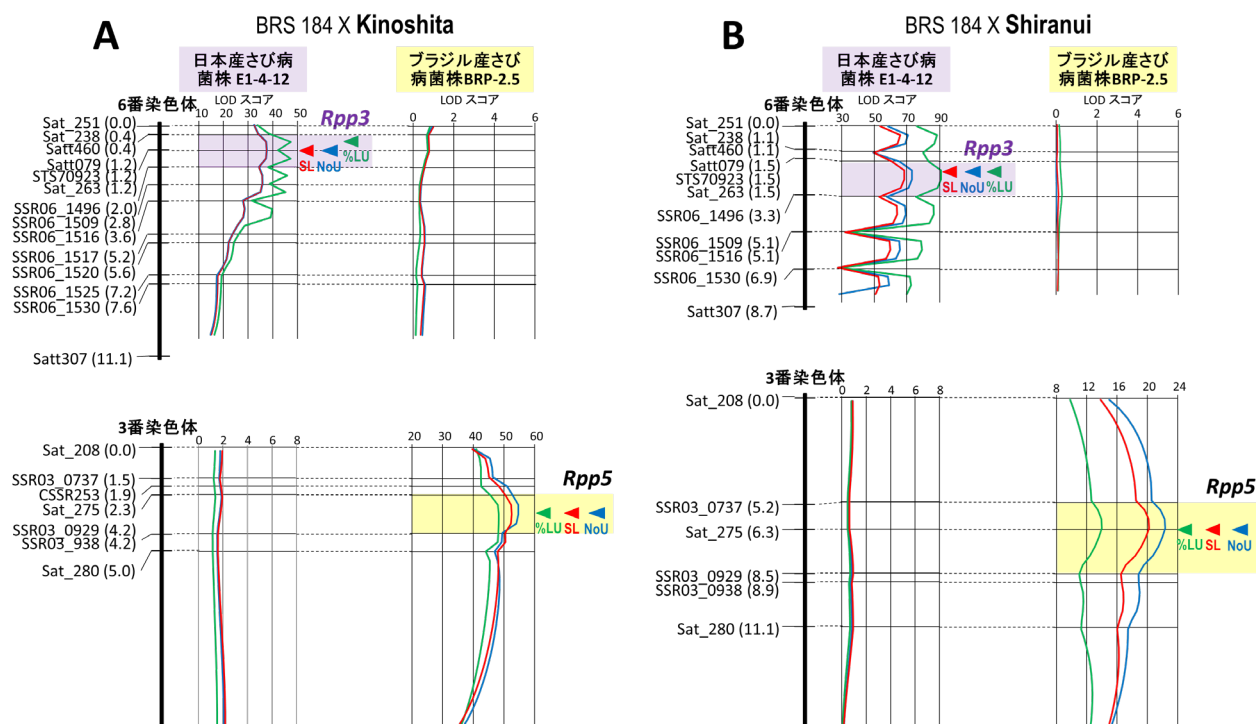 A
BRS 184 X Kinoshita
日本産さび病
菌株 E1-4-12
ブラジル産さび
病菌株BRP-2.5
6番染色体
LOD スコア
LOD スコア
10 20 30 40 50
0 2 4 6
Sat_251 (0.0)
Sat_238 (0.4)
Satt460 (0.4)
Satt079 (1.2)
STS70923 (1.2)
Sat_263 (1.2)
SSR06_1496 (2.0)
SSR06_1509 (2.8)
SSR06_1516 (3.6)
SSR06_1517 (5.2)
SSR06_1520 (5.6)
SSR06_1525 (7.2)
SSR06_1530 (7.6)
Satt307 (11.1)
Rpp3
SL NoU %LU
3番染色体
0 2 4 6 8
20 30 40 50 60
Sat_208 (0.0)
SSR03_0737 (1.5)
CSSR253 (1.9)
Sat_275 (2.3)
SSR03_0929 (4.2)
SSR03_938 (4.2)
Sat_280 (5.0)
Rpp5
%LU SL NoU
B
BRS 184 X Shiranui
日本産さび病
菌株 E1-4-12
ブラジル産さび
病菌株BRP-2.5
6番染色体
LOD スコア
LOD スコア
30 50 70 90
0 2 4 6
Sat_251 (0.0)
Sat_238 (1.1)
Satt460 (1.1)
Satt079 (1.5)
STS70923 (1.5)
Sat_263 (1.5)
SSR06_1496 (3.3)
SSR06_1509 (5.1)
SSR06_1516 (5.1)
SSR06_1530 (6.9)
Satt307 (8.7)
Rpp3
SL NoU %LU
3番染色体
0 2 4 6 8
8 12 16 20 24
Sat_208 (0.0)
SSR03_0737 (5.2)
Sat_275 (6.3)
SSR03_0929 (8.5)
SSR03_0938 (8.9)
Sat_280 (11.1)
Rpp5
%LU SL NoU